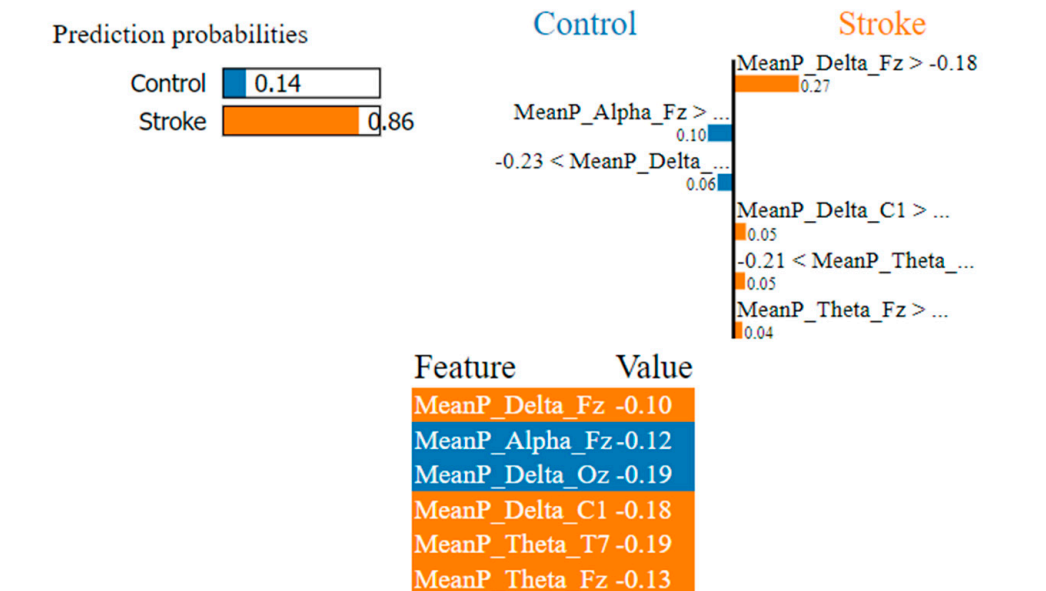 Prediction probabilities
Control 0.14
Stroke 0.86
Control Stroke
MeanP_Delta_Fz > -0.18
0.27
MeanP_Alpha_Fz > ...
0.10
-0.23 < MeanP_Delta_...
0.06
MeanP_Delta_C1 > ...
0.05
-0.21 < MeanP_Theta_...
0.05
MeanP_Theta_Fz > ...
0.04
Feature Value
MeanP_Delta_Fz -0.10
MeanP_Alpha_Fz -0.12
MeanP_Delta_Oz -0.19
MeanP_Delta_C1 -0.18
MeanP_Theta_T7 -0.19
MeanP_Theta_Fz -0.13